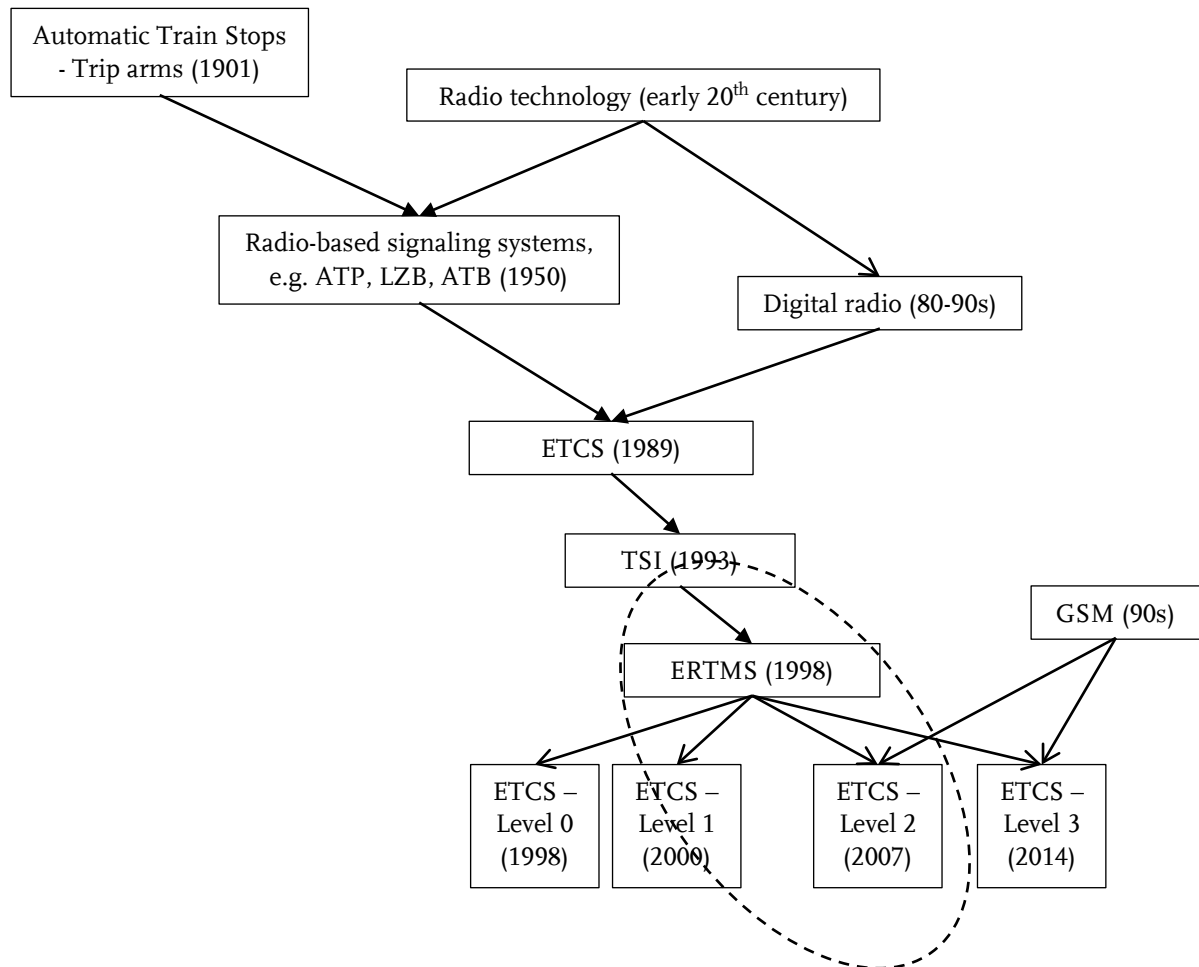 Automatic Train Stops
- Trip arms (1901)
Radio technology (early 20th century)
Radio-based signaling systems,
e.g. ATP, LZB, ATB (1950)
Digital radio (80-90s)
ETCS (1989)
TSI (1993)
GSM (90s)
ERTMS (1998)
ETCS –
Level 0
(1998)
ETCS –
Level 1
(2000)
ETCS –
Level 2
(2007)
ETCS –
Level 3
(2014)